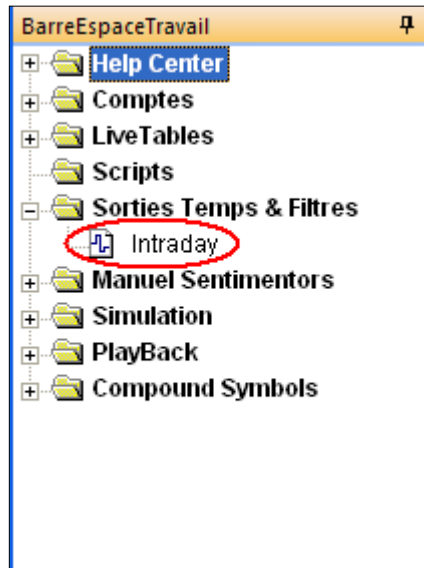 BarreEspaceTravail
Help Center
Comptes
LiveTables
Scripts
Sorties Temps & Filtres
Intraday
Manuel Sentimentors
Simulation
PlayBack
Compound Symbols